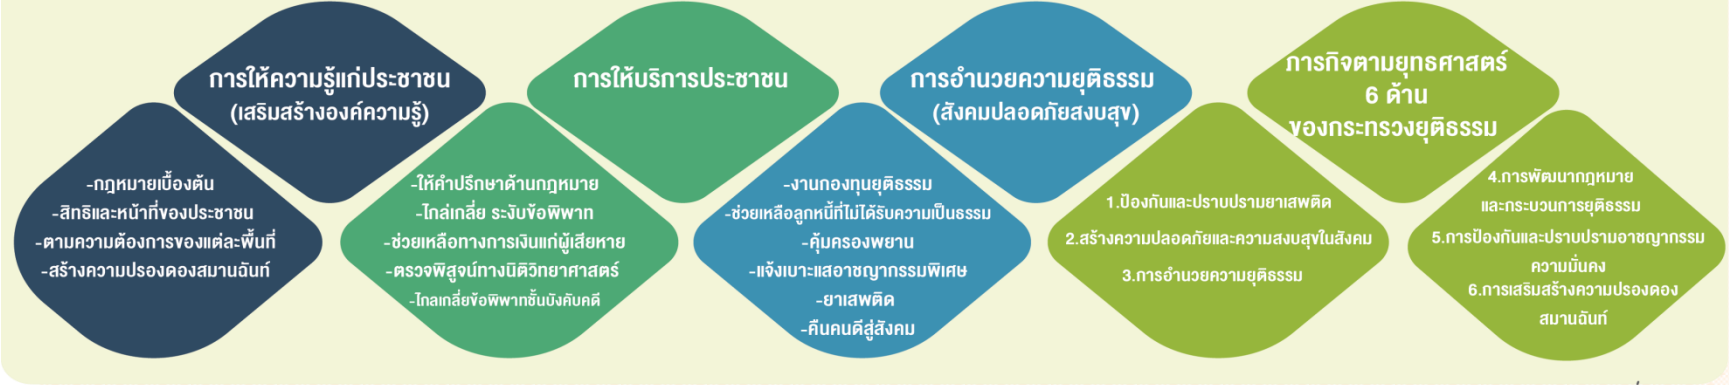 การให้ความรู้แก่ประชาชน
(เสริมสร้างองค์ความรู้)
-กฎหมายเบื้องต้น
-สิทธิและหน้าที่ของประชาชน
-ตามความต้องการของแต่ละพื้นที่
-สร้างความปรองดองสมานฉันท์
การให้บริการประชาชน
-ให้คำปรึกษาด้านกฎหมาย
-ไกล่เกลี่ย ระงับข้อพิพาท
-ช่วยเหลือทางการเงินแก่ผู้เสียหาย
-ตรวจพิสูจน์ทางนิติวิทยาศาสตร์
-ไกลเกลี่ยข้อพิพาทชั้นบังคับคดี
การอำนวยความยุติธรรม
(สังคมปลอดภัยสงบสุข)
-งานกองทุนยุติธรรม
-ช่วยเหลือลูกหนี้ที่ไม่ได้รับความเป็นธรรม
-คุ้มครองพยาน
-แจ้งเบาะแสอาชญากรรมพิเศษ
-ยาเสพติด
-คืนคนดีสู่สังคม
ภารกิจตามยุทธศาสตร์
6 ด้าน
ของกระทรวงยุติธรรม
1.ป้องกันและปราบปรามยาเสพติด
2.สร้างความปลอดภัยและความสงบสุขในสังคม
3.การอำนวยความยุติธรรม
4.การพัฒนากฎหมาย
และกระบวนการยุติธรรม
5.การป้องกันและปราบปรามอาชญากรรม
ความมั่นคง
6.การเสริมสร้างความปรองดอง
สมานฉันท์